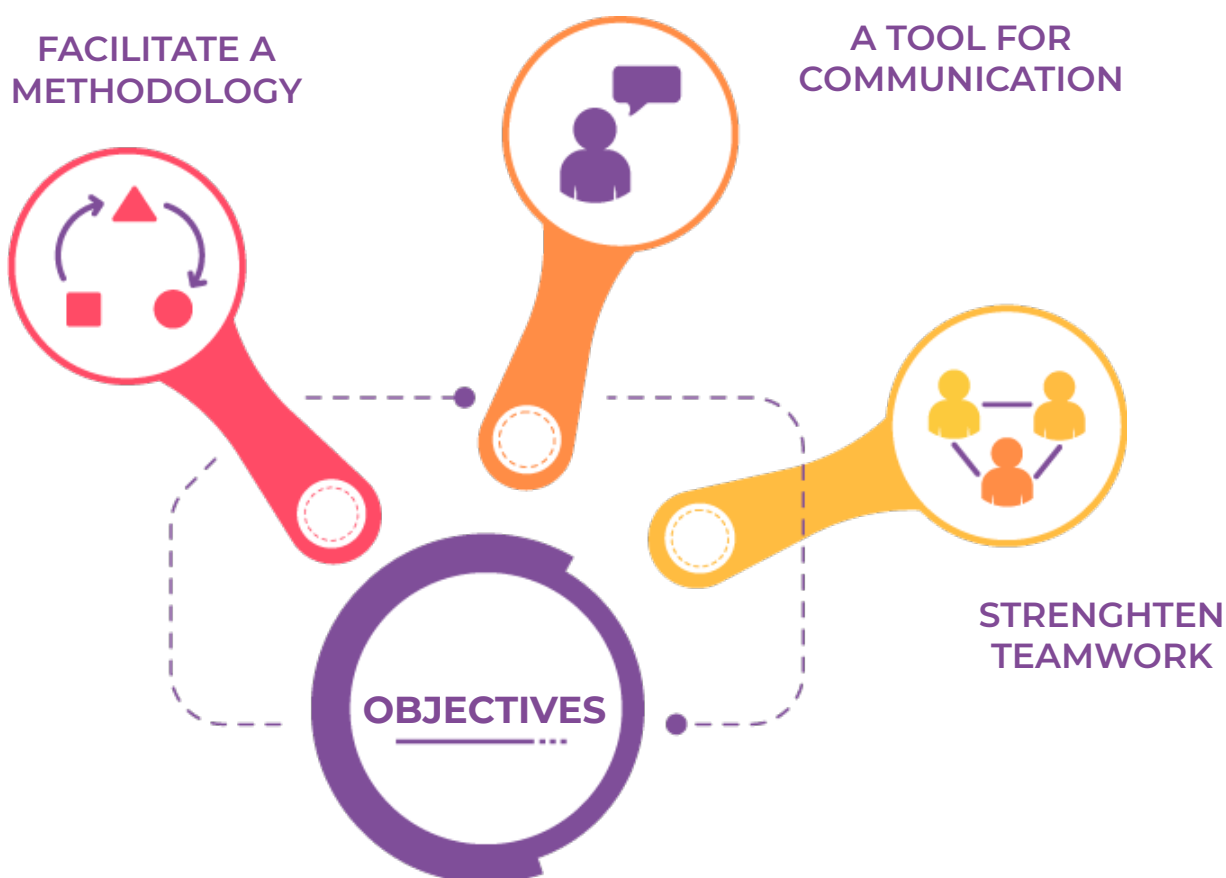 FACILITATE A
METHODOLOGY
A TOOL FOR
COMMUNICATION
STRENGHTEN
TEAMWORK
OBJECTIVES